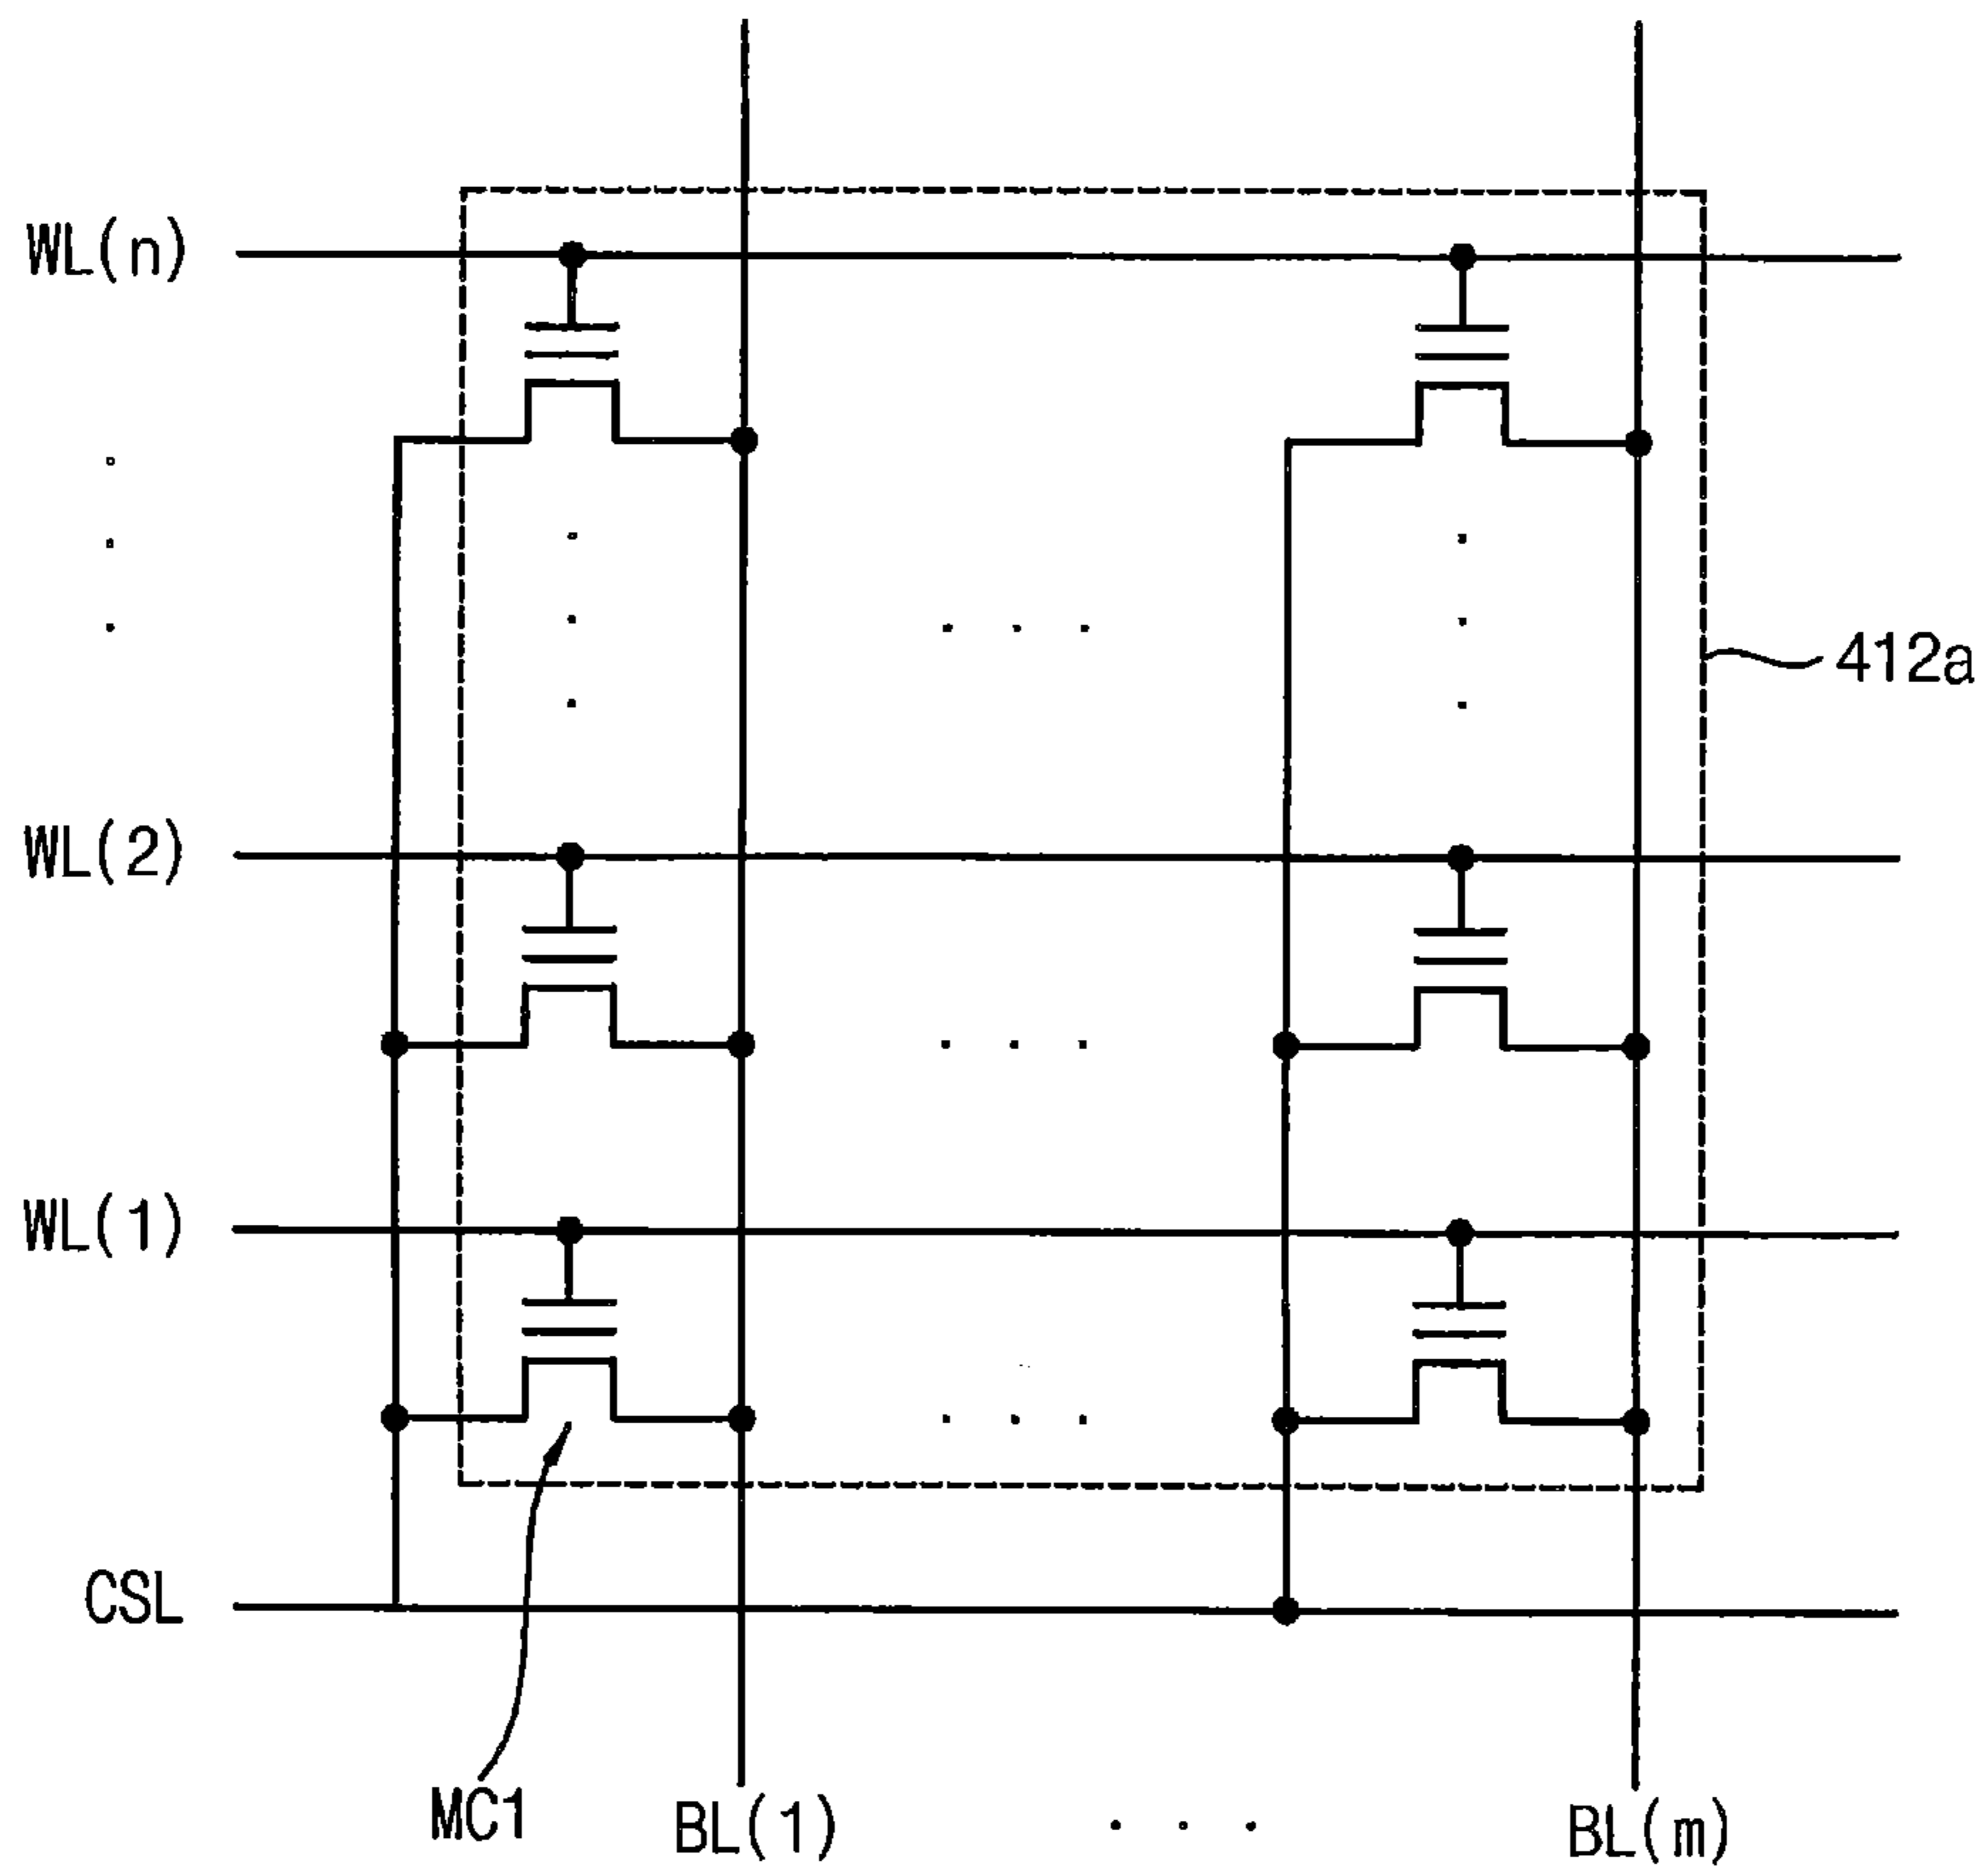 WL(n)
412a
WL(2)
WL(1)
CSL
MC1
BL(1)
. . .
BL(m)